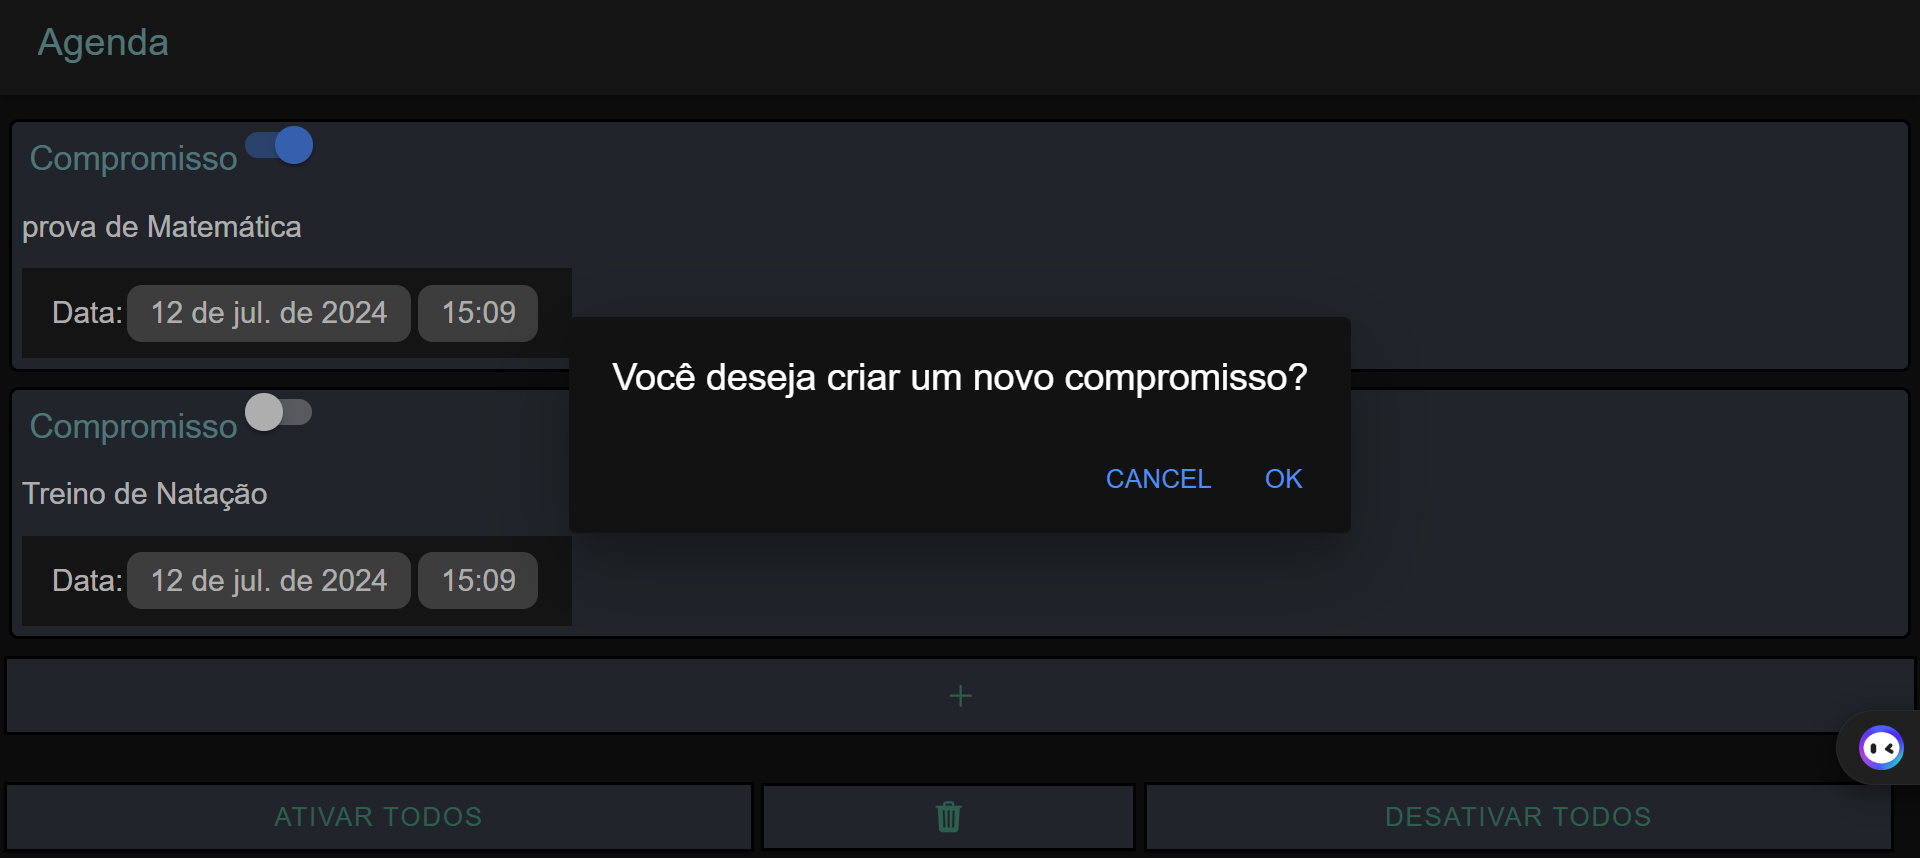 Agenda
Compromisso
prova de Matemática
Data: 12 de jul. de 2024 15:09
Você deseja criar um novo compromisso?
CANCEL OK
Compromisso
Treino de Natação
Data: 12 de jul. de 2024 15:09
+
ATIVAR TODOS DESATIVAR TODOS